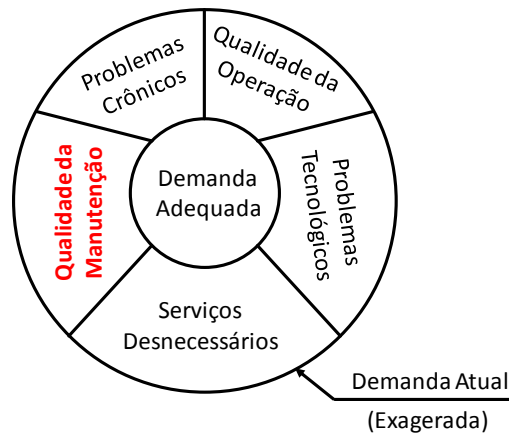 Problemas
Crônicos
Qualidade da
Operação
Qualidade da
Manutenção
Demanda
Adequada
Problemas
Tecnológicos
Serviços
Desnecessários
Demanda Atual
(Exagerada)